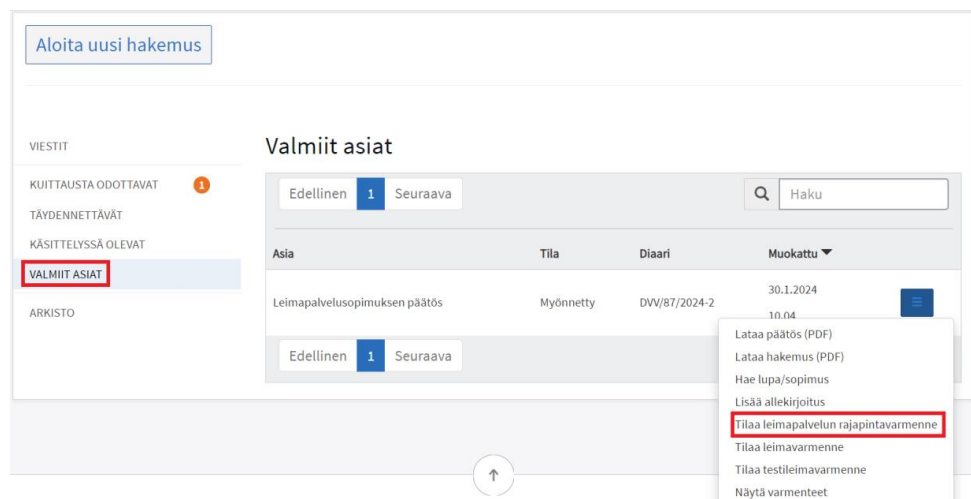 Aloita uusi hakemus
VIESTIT
KUITTAUSTA ODOTTAVAT 1
TÄYDENNETTÄVÄT
KÄSITTELYSSÄ OLEVAT
VALMIIT ASIAT
ARKISTO
Valmiit asiat
Edellinen 1 Seuraava
Haku
Asia Tila Diaari Muokattu
Leimapalvelusopimuksen päätös Myönnetty DVV/87/2024-2 30.1.2024
10.04
Edellinen 1 Seuraava
Lataa päätös (PDF)
Lataa hakemus (PDF)
Hae lupa/sopimus
Lisää allekirjoitus
Tilaa leimapalvelun rajapintavarmenne
Tilaa leimavarmenne
Tilaa testileimavarmenne
Näytä varmenteet